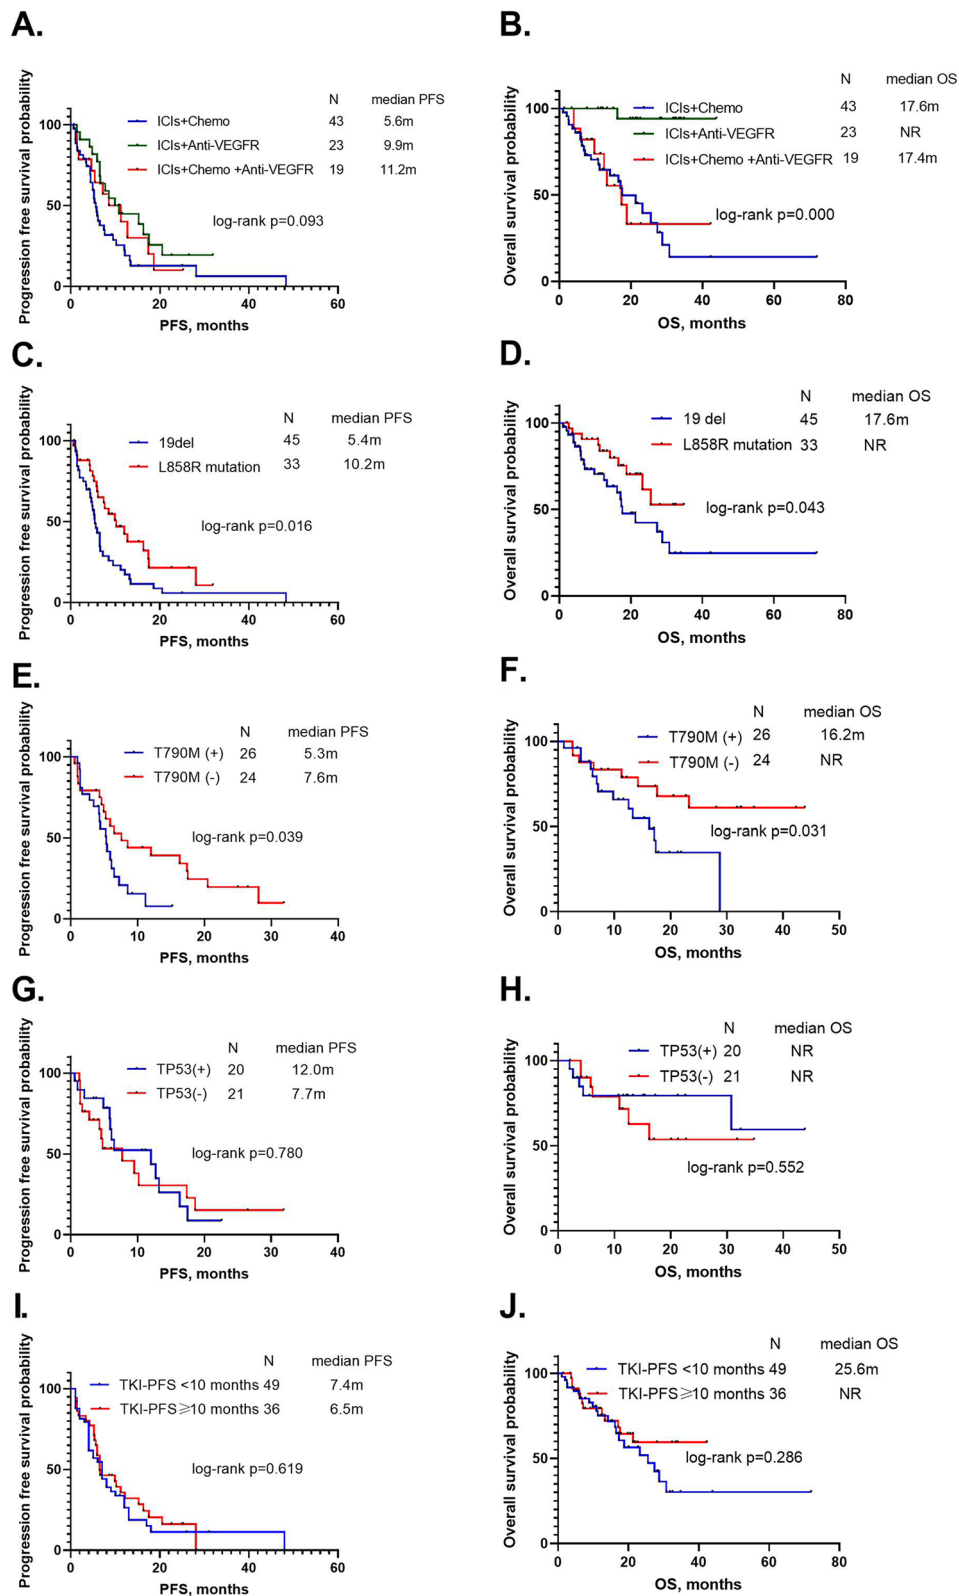 A.
N median PFS
ICIs+Chemo 43 5.6m
ICIs+Anti-VEGFR 23 9.9m
ICIs+Chemo +Anti-VEGFR 19 11.2m
log-rank p=0.093
Progression free survival probability
100
50
0
0 20 40 60
PFS, months
B.
N median OS
ICIs+Chemo 43 17.6m
ICIs+Anti-VEGFR 23 NR
ICIs+Chemo +Anti-VEGFR 19 17.4m
log-rank p=0.000
Overall survival probability
100
50
0
0 20 40 60 80
OS, months
C.
N median PFS
19del 45 5.4m
L858R mutation 33 10.2m
log-rank p=0.016
Progression free survival probability
100
50
0
0 20 40 60
PFS, months
D.
N median OS
19 del 45 17.6m
L858R mutation 33 NR
log-rank p=0.043
Overall survival probability
100
50
0
0 20 40 60 80
OS, months
E.
N median PFS
T790M (+) 26 5.3m
T790M (-) 24 7.6m
log-rank p=0.039
Progression free survival probability
100
50
0
0 10 20 30 40
PFS, months
F.
N median OS
T790M (+) 26 16.2m
T790M (-) 24 NR
log-rank p=0.031
Overall survival probability
100
50
0
0 10 20 30 40 50
OS, months
G.
N median PFS
TP53(+) 20 12.0m
TP53(-) 21 7.7m
log-rank p=0.780
Progression free survival probability
100
50
0
0 10 20 30 40
PFS, months
H.
N median OS
TP53(+) 20 NR
TP53(-) 21 NR
log-rank p=0.552
Overall survival probability
100
50
0
0 10 20 30 40 50
OS, months
I.
N median PFS
TKI-PFS <10 months 49 7.4m
TKI-PFS ≥10 months 36 6.5m
log-rank p=0.619
Progression free survival probability
100
50
0
0 20 40 60
PFS, months
J.
N median OS
TKI-PFS <10 months 49 25.6m
TKI-PFS ≥10 months 36 NR
log-rank p=0.286
Overall survival probability
100
50
0
0 20 40 60 80
OS, months